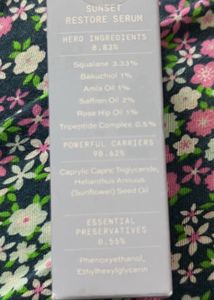 SUNSET
RESTORE SERUM
HERO INGREDIENTS
8.83%
Squalane 3.33%
Bakuchiol 1%
Amla Oil 1%
Saffron Oil 2%
Rose Hip Oil 1%
Tripeptide Complex 0.5%
POWERFUL CARRIERS
90.62%
Caprylic Capric Triglyceride,
Helianthus Annuus
(Sunflower) Seed Oil
ESSENTIAL
PRESERVATIVES
0.55%
Phenoxyethanol,
Ethylhexylglycerin